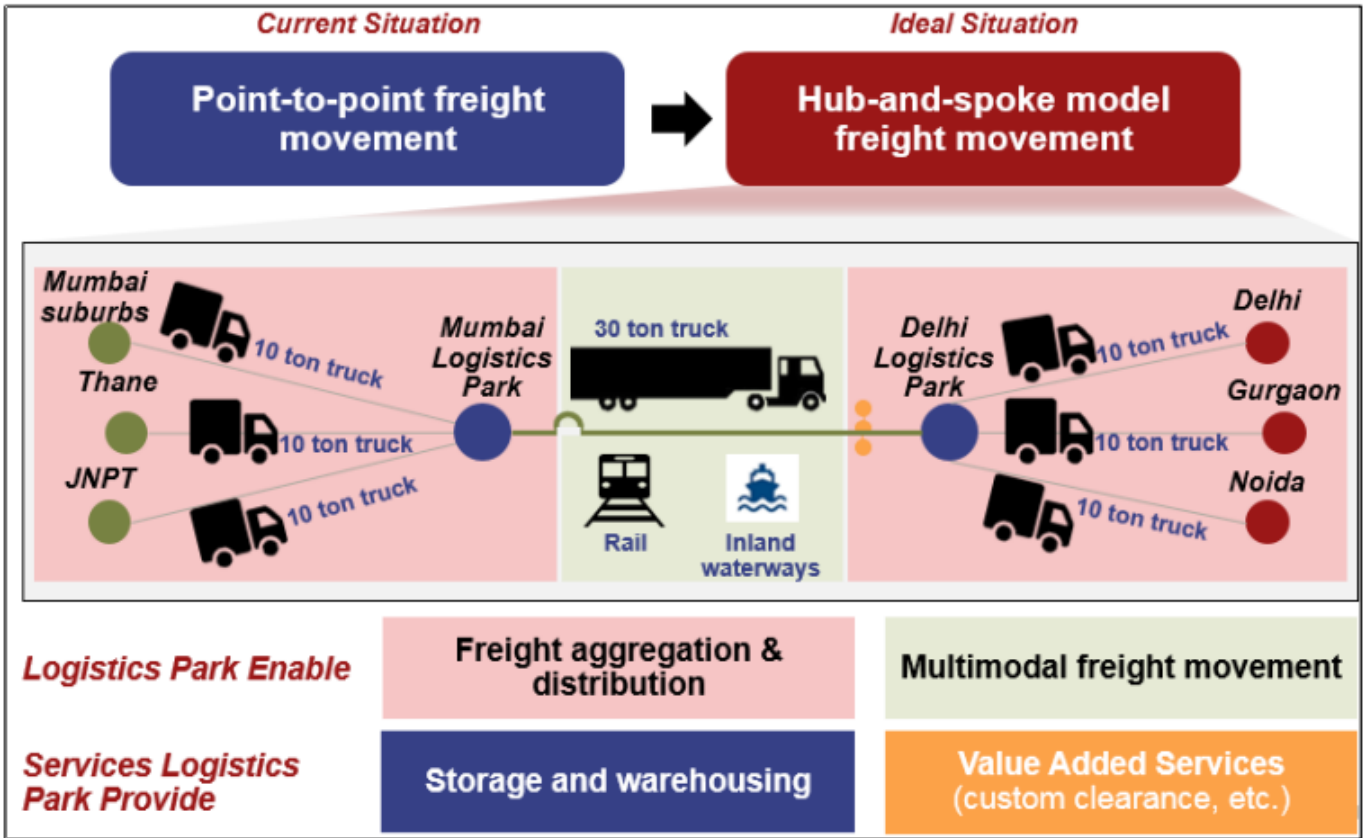 Current Situation
Ideal Situation
Point-to-point freight
movement
Hub-and-spoke model
freight movement
Mumbai
suburbs
Thane
JNPT
10 ton truck
10 ton truck
10 ton truck
Mumbai
Logistics
Park
30 ton truck
Rail
Inland
waterways
Delhi
Logistics
Park
10 ton truck
10 ton truck
10 ton truck
Delhi
Gurgaon
Noida
Logistics Park Enable
Freight aggregation &
distribution
Multimodal freight movement
Services Logistics
Park Provide
Storage and warehousing
Value Added Services
(custom clearance, etc.)